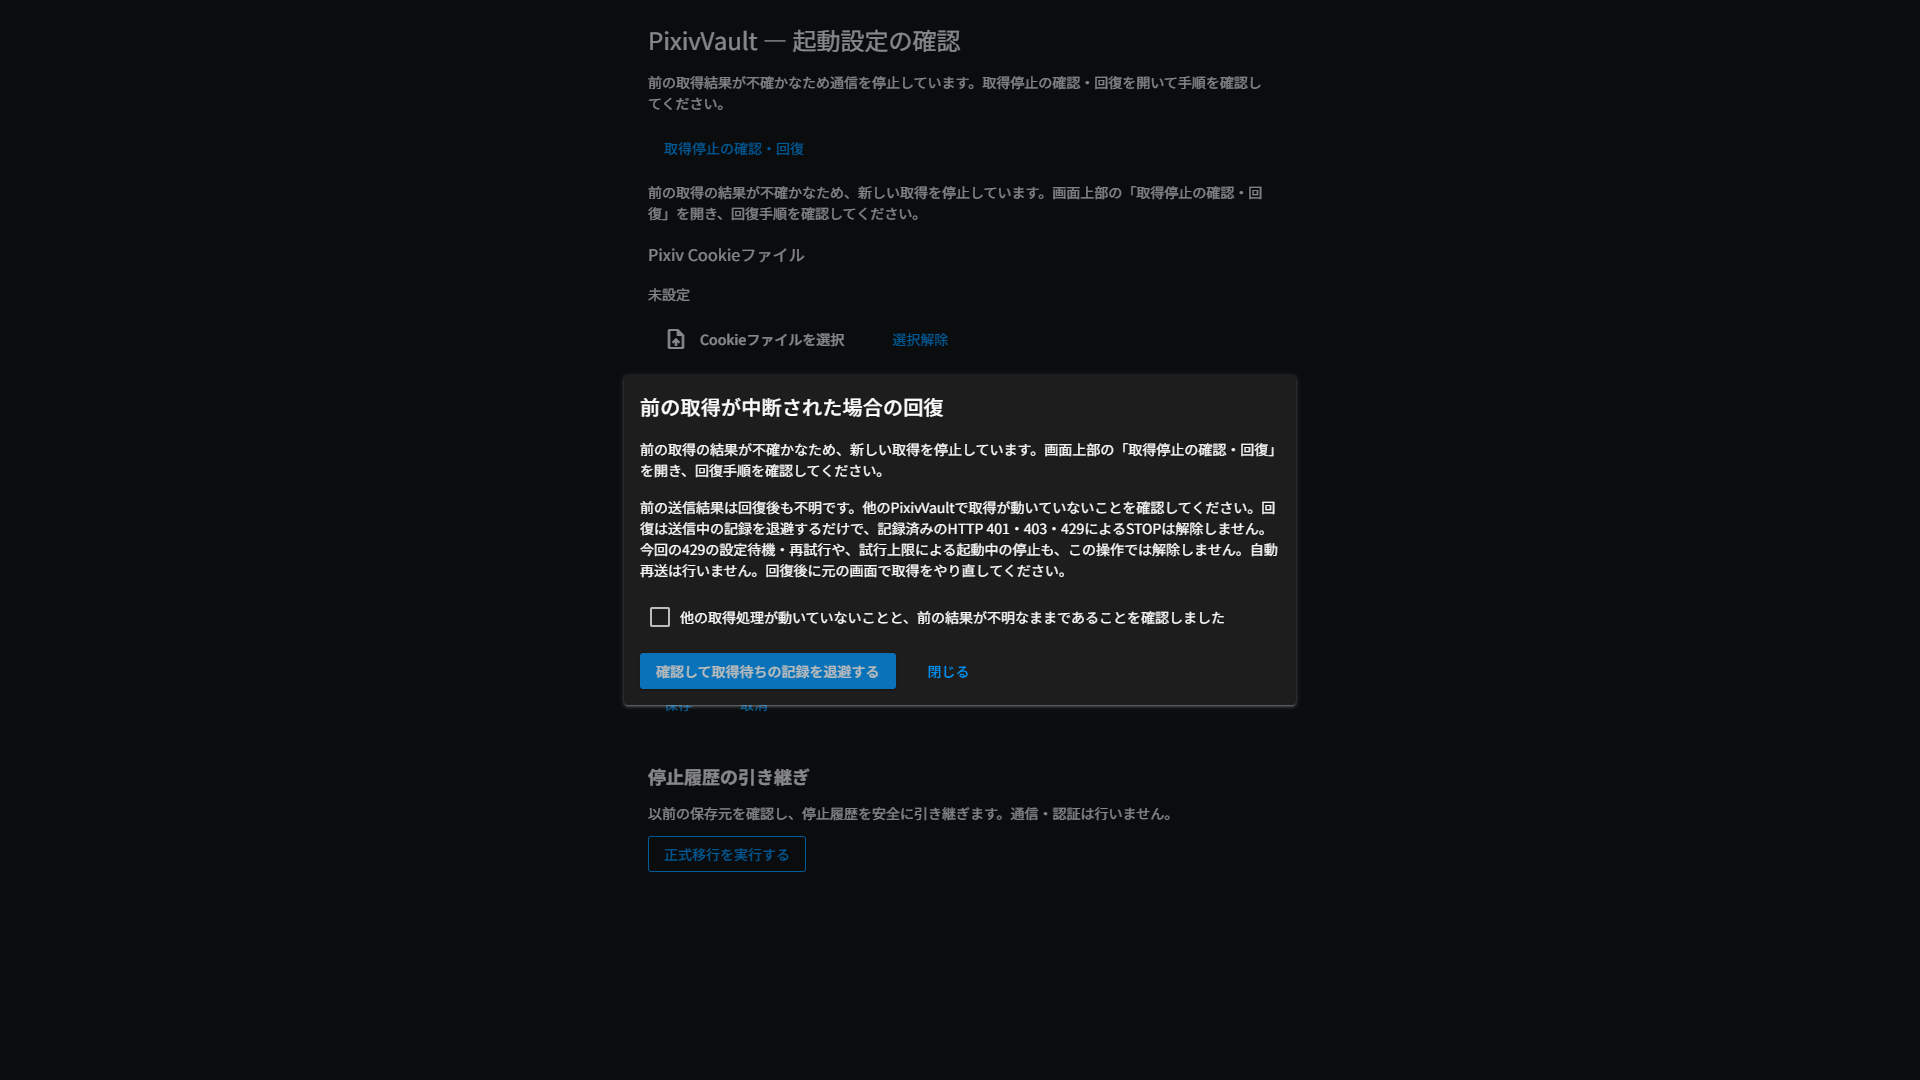 PixivVault — 起動設定の確認
前の取得結果が不確かなため通信を停止しています。取得停止の確認・回復を開いて手順を確認し
てください。
取得停止の確認・回復
前の取得の結果が不確かなため、新しい取得を停止しています。画面上部の「取得停止の確認・回
復」を開き、回復手順を確認してください。
Pixiv Cookieファイル
未設定
Cookieファイルを選択 選択解除
前の取得が中断された場合の回復
前の取得の結果が不確かなため、新しい取得を停止しています。画面上部の「取得停止の確認・回復」
を開き、回復手順を確認してください。
前の送信結果は回復後も不明です。他のPixivVaultで取得が動いていないことを確認してください。回
復は送信中の記録を退避するだけで、記録済みのHTTP 401・403・429によるSTOPは解除しません。
今回の429の設定待機・再試行や、試行上限による起動中の停止も、この操作では解除しません。自動
再送は行いません。回復後に元の画面で取得をやり直してください。
他の取得処理が動いていないことと、前の結果が不明なままであることを確認しました
確認して取得待ちの記録を退避する 閉じる
保存 取消
停止履歴の引き継ぎ
以前の保存元を確認し、停止履歴を安全に引き継ぎます。通信・認証は行いません。
正式移行を実行する